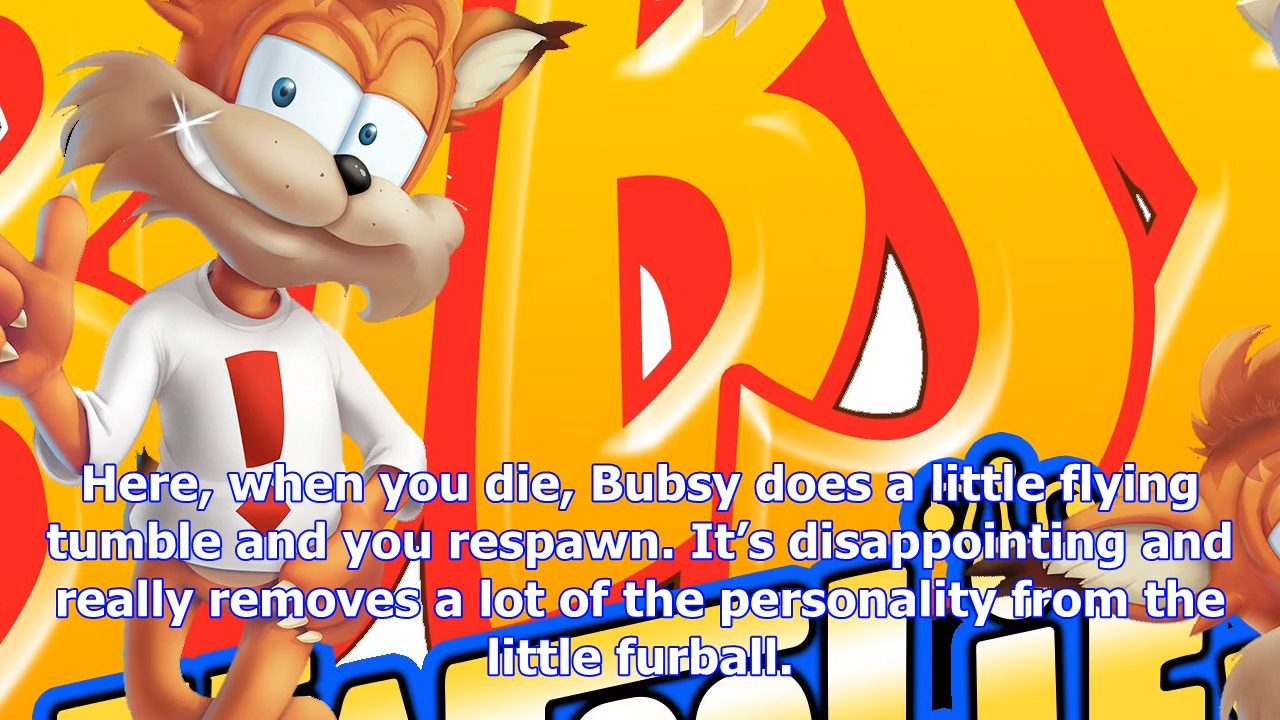 Here, when you die, Bubsy does a little flying
tumble and you respawn. It’s disappointing and
really removes a lot of the personality from the
little furball.